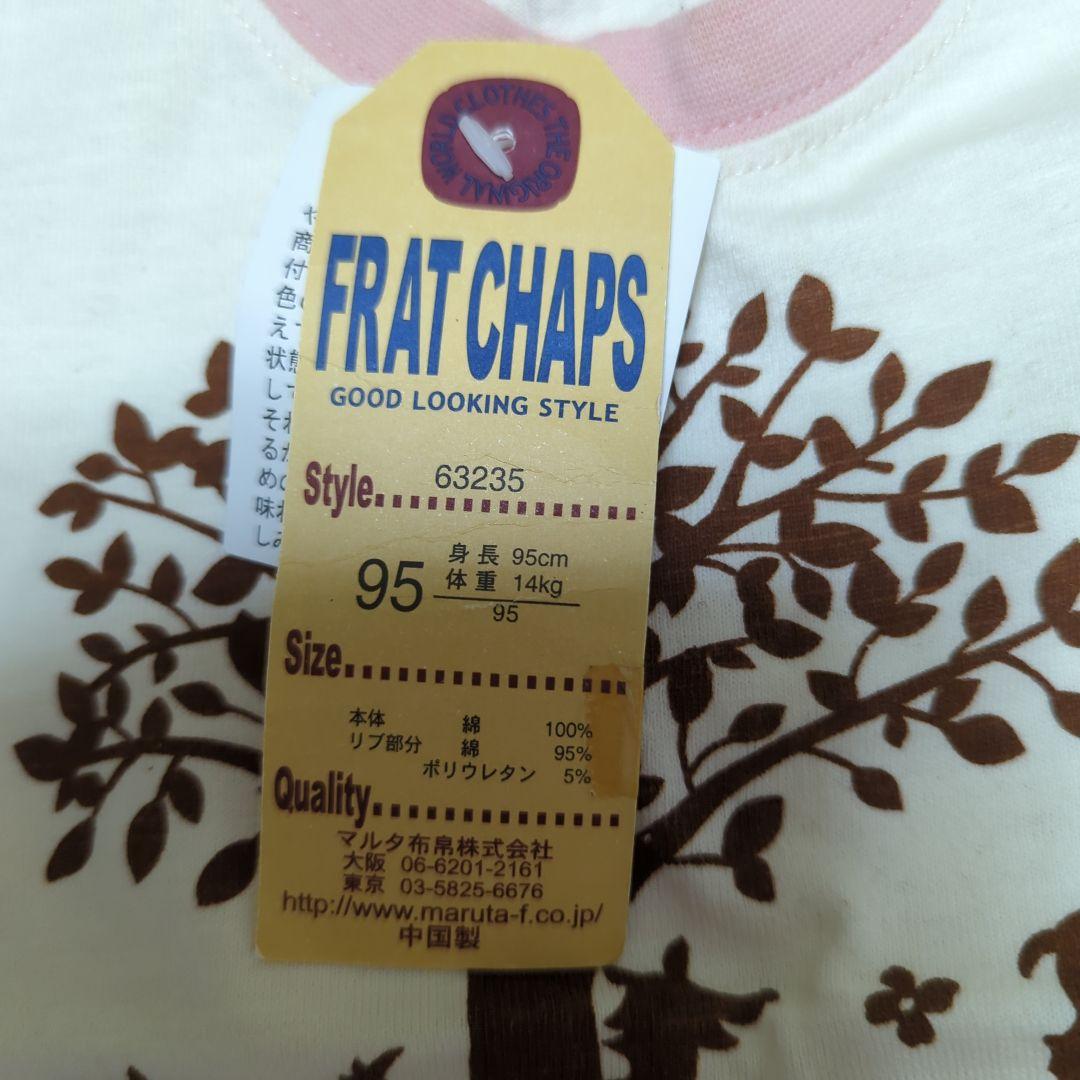 WORLD CLOTHES THE ORIGINAL
FRAT CHAPS
GOOD LOOKING STYLE
Style 63235
95 身長 95cm
体重 14kg
95
Size
本体 綿 100%
リブ部分 綿 95%
ポリウレタン 5%
Quality
マルタ布帛株式会社
大阪 06-6201-2161
東京 03-5825-6676
http://www.maruta-f.co.jp/
中国製